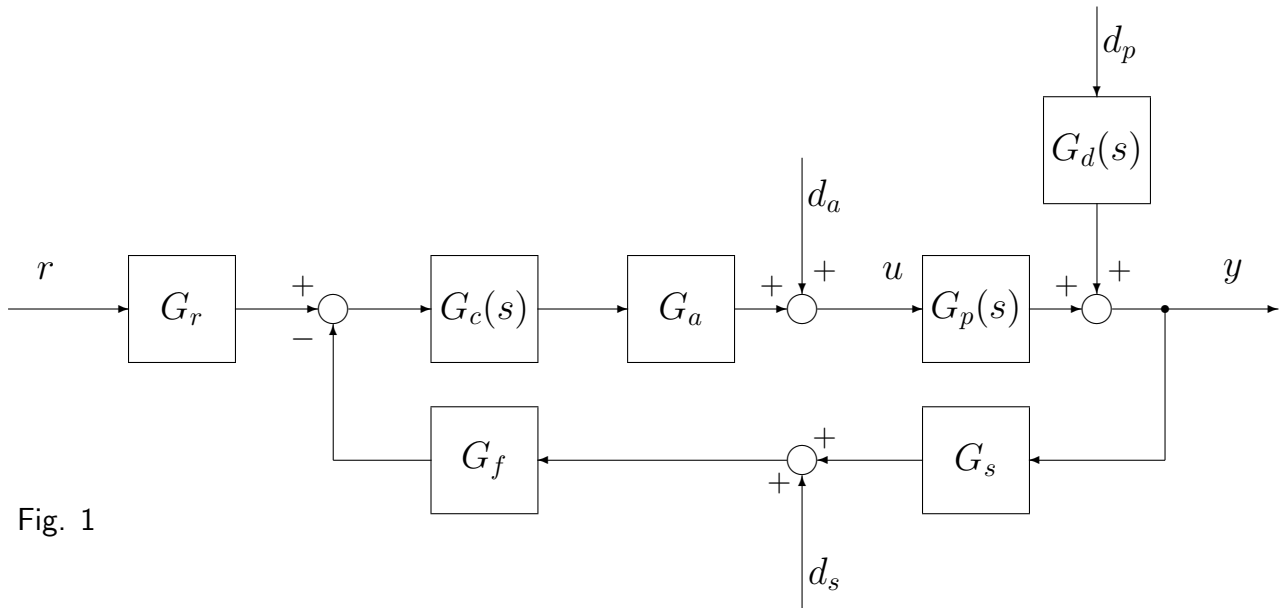 d_p
G_d(s)
d_a
r
G_r
+
−
G_c(s)
G_a
+
+
u
G_p(s)
+
+
y
G_f
+
+
G_s
d_s
Fig. 1